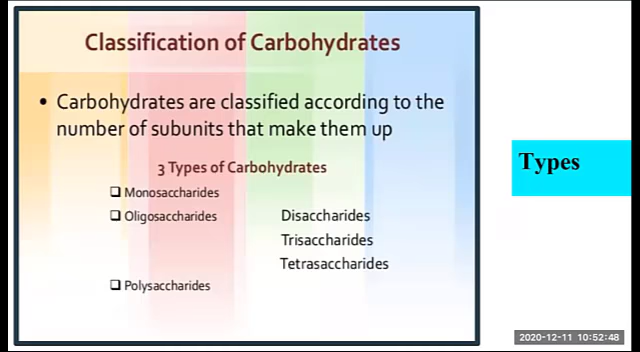 Classification of Carbohydrates
• Carbohydrates are classified according to the
number of subunits that make them up
3 Types of Carbohydrates
❑ Monosaccharides
❑ Oligosaccharides Disaccharides
Trisaccharides
Tetrasaccharides
❑ Polysaccharides
Types
2020-12-11 10:52:48